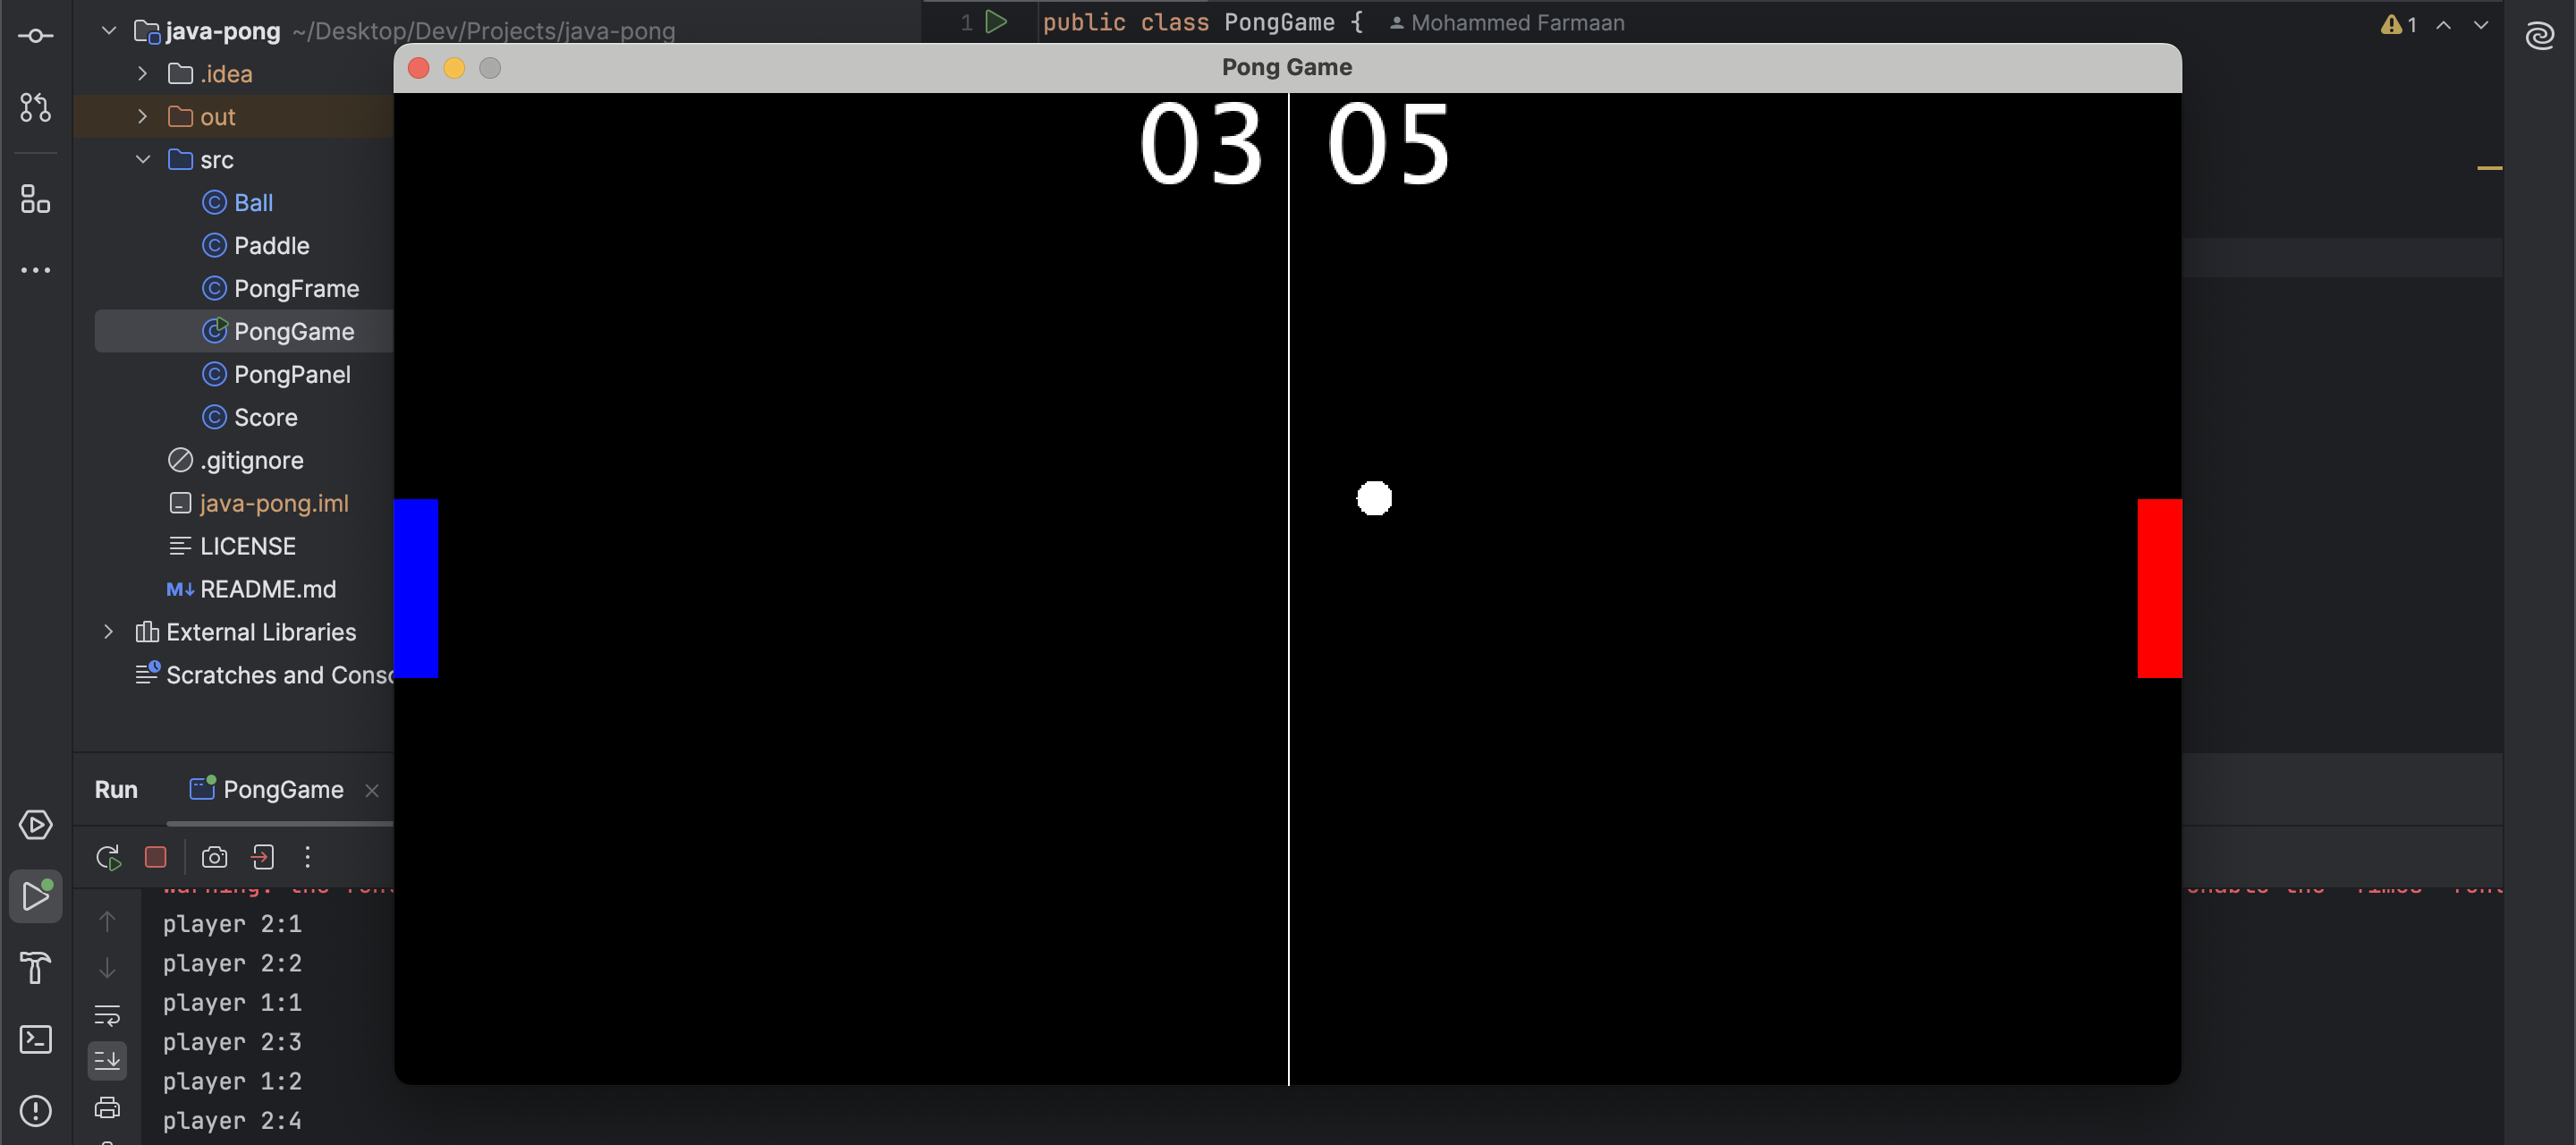 java-pong ~/Desktop/Dev/Projects/java-pong
.idea
out
src
Ball
Paddle
PongFrame
PongGame
PongPanel
Score
.gitignore
java-pong.iml
LICENSE
M↓ README.md
External Libraries
Scratches and Conso
1 public class PongGame { Mohammed Farmaan
1
Pong Game
03 05
Run PongGame
player 2:1
player 2:2
player 1:1
player 2:3
player 1:2
player 2:4